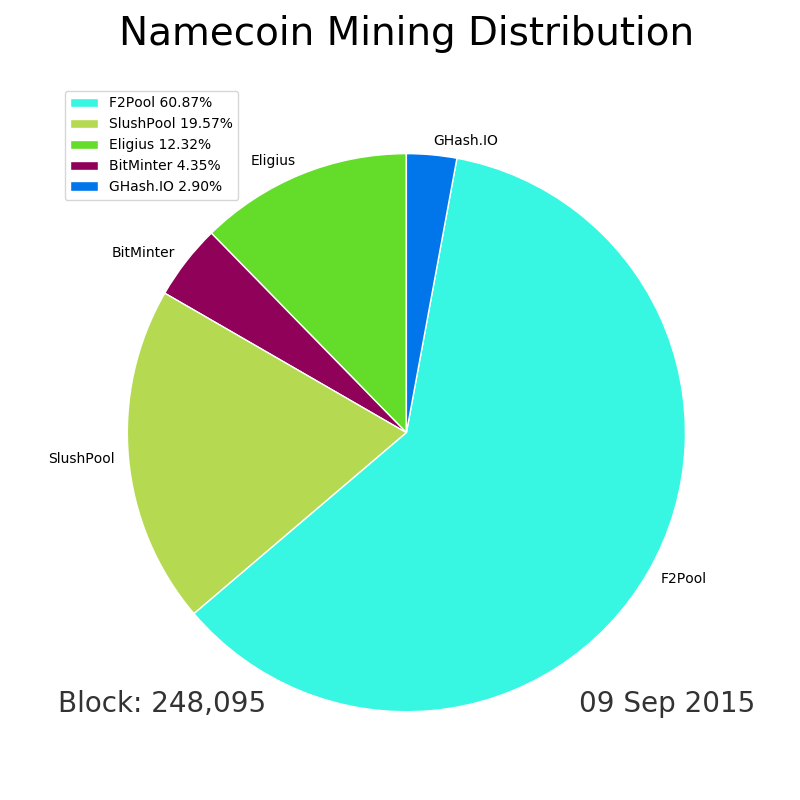 Namecoin Mining Distribution
F2Pool 60.87%
SlushPool 19.57%
Eligius 12.32%
BitMinter 4.35%
GHash.IO 2.90%
GHash.IO
Eligius
BitMinter
SlushPool
F2Pool
Block: 248,095
09 Sep 2015